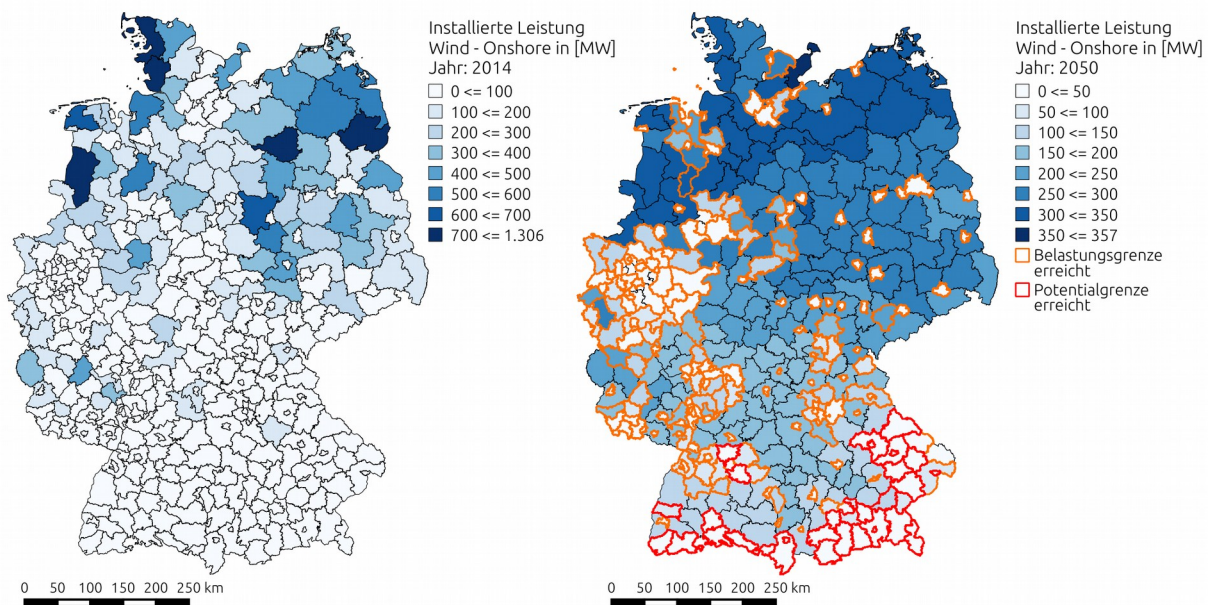 Installierte Leistung
Wind - Onshore in [MW]
Jahr: 2014
0 <= 100
100 <= 200
200 <= 300
300 <= 400
400 <= 500
500 <= 600
600 <= 700
700 <= 1.306
0 50 100 150 200 250 km
Installierte Leistung
Wind - Onshore in [MW]
Jahr: 2050
0 <= 50
50 <= 100
100 <= 150
150 <= 200
200 <= 250
250 <= 300
300 <= 350
350 <= 357
Belastungsgrenze
erreicht
Potentialgrenze
erreicht
0 50 100 150 200 250 km